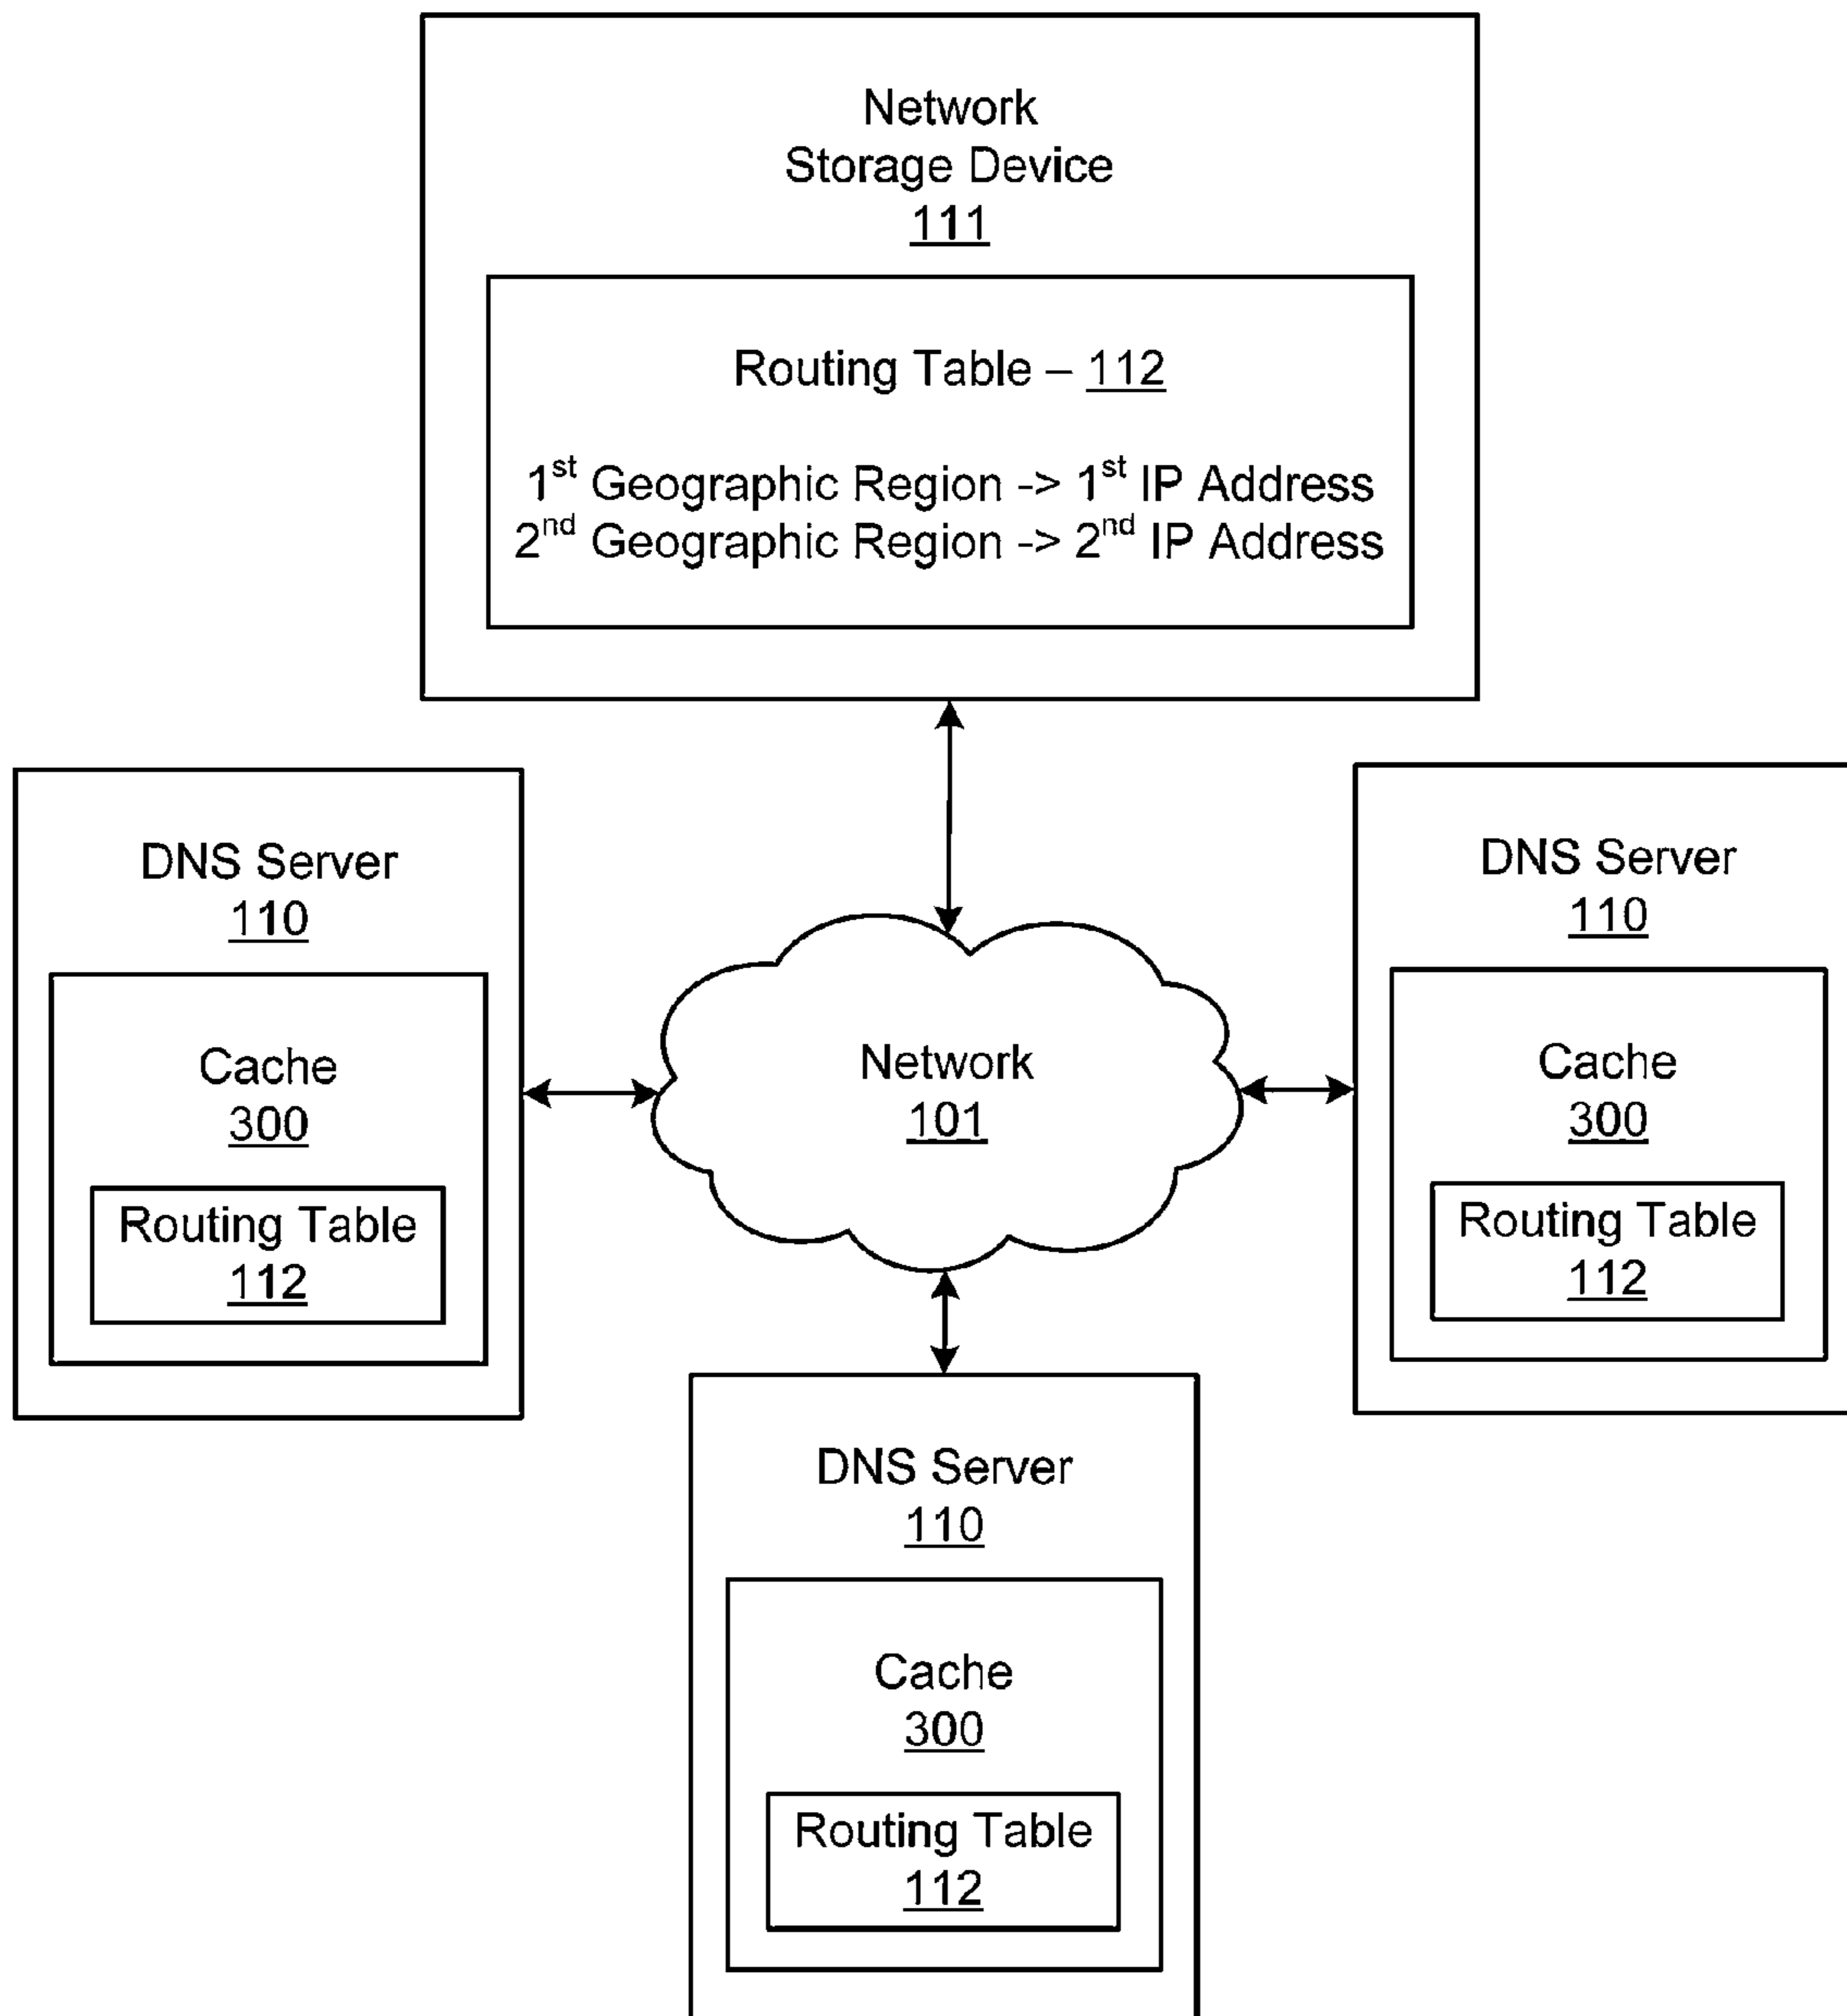 Network
Storage Device
111
Routing Table – 112
1st Geographic Region -> 1st IP Address
2nd Geographic Region -> 2nd IP Address
DNS Server
110
Cache
300
Routing Table
112
Network
101
DNS Server
110
Cache
300
Routing Table
112
DNS Server
110
Cache
300
Routing Table
112